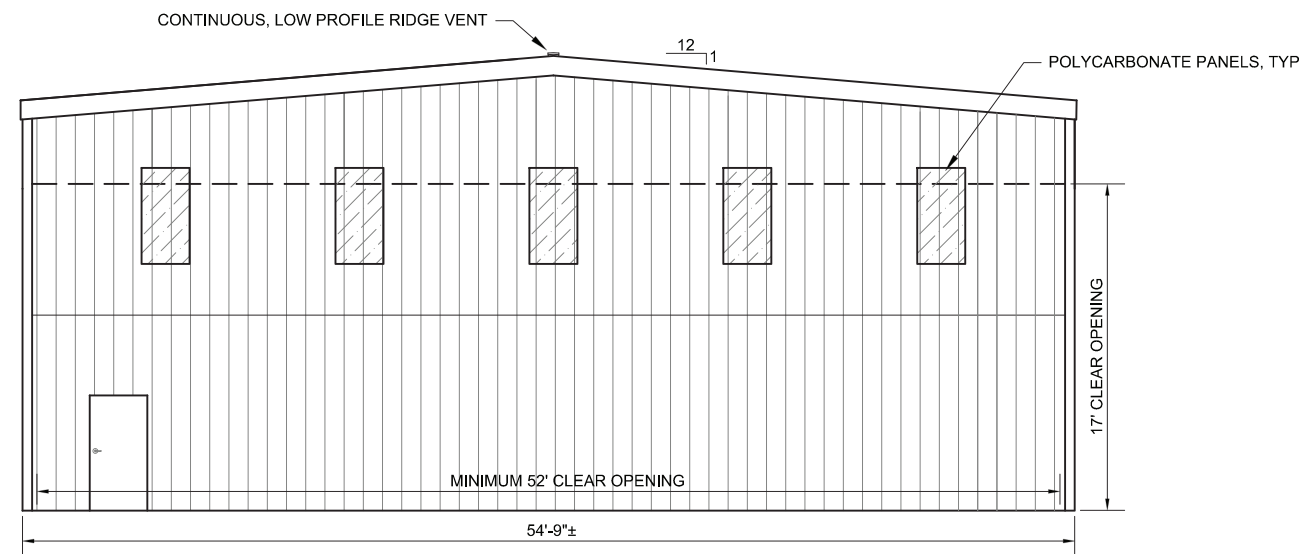 CONTINUOUS, LOW PROFILE RIDGE VENT
12
1
POLYCARBONATE PANELS, TYP
17' CLEAR OPENING
MINIMUM 52' CLEAR OPENING
54'-9"±